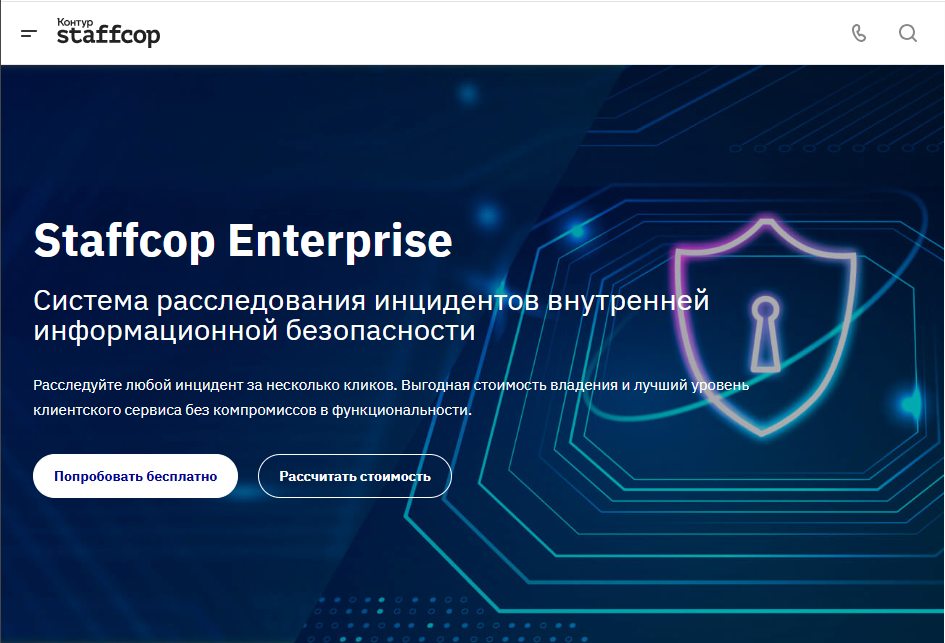 Контур
staffcop
Staffcop Enterprise
Система расследования инцидентов внутренней
информационной безопасности
Расследуйте любой инцидент за несколько кликов. Выгодная стоимость владения и лучший уровень
клиентского сервиса без компромиссов в функциональности.
Попробовать бесплатно
Рассчитать стоимость